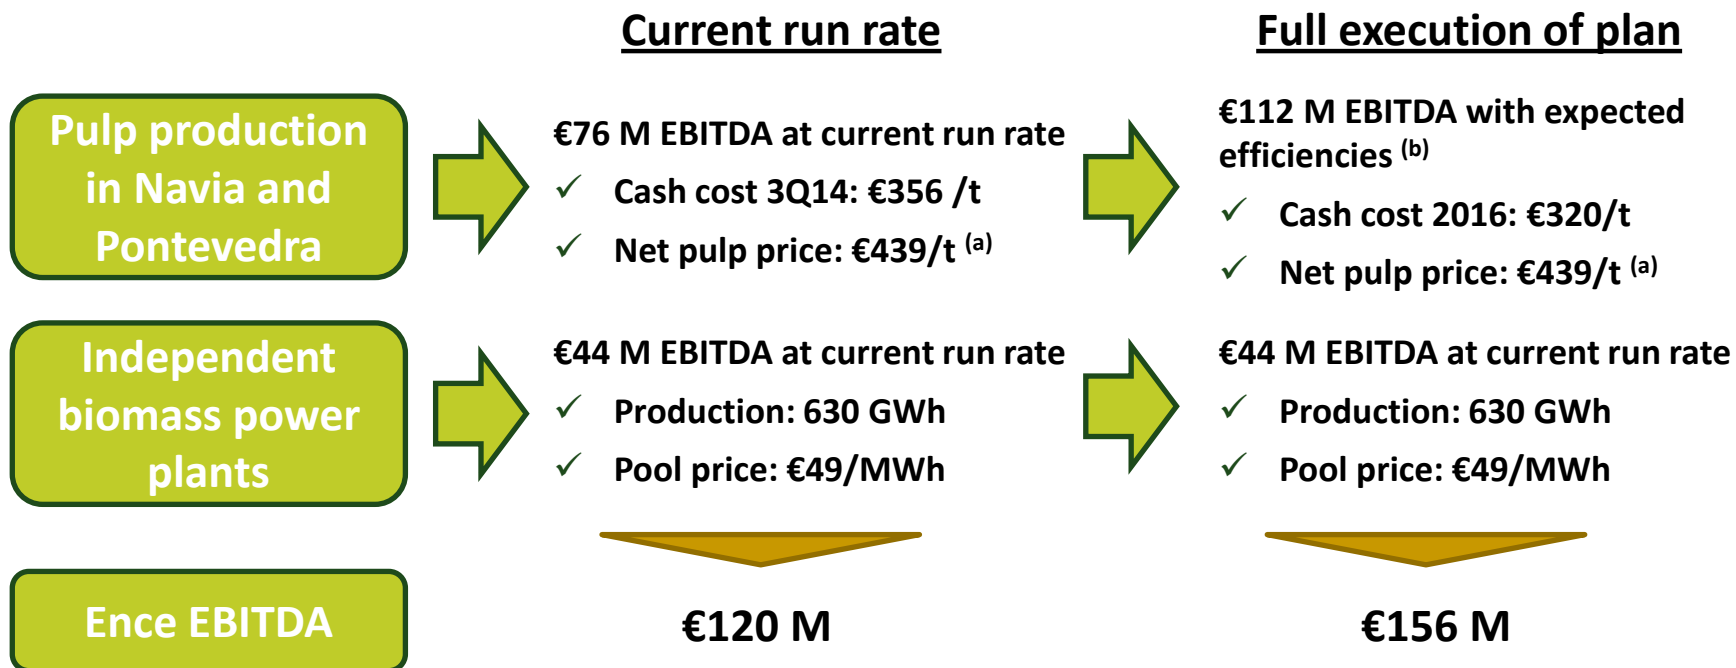 Current run rate
Full execution of plan
Pulp production
in Navia and
Pontevedra
€76 M EBITDA at current run rate
✓ Cash cost 3Q14: €356 /t
✓ Net pulp price: €439/t (a)
€112 M EBITDA with expected
efficiencies (b)
✓ Cash cost 2016: €320/t
✓ Net pulp price: €439/t (a)
Independent
biomass power
plants
€44 M EBITDA at current run rate
✓ Production: 630 GWh
✓ Pool price: €49/MWh
€44 M EBITDA at current run rate
✓ Production: 630 GWh
✓ Pool price: €49/MWh
Ence EBITDA
€120 M
€156 M